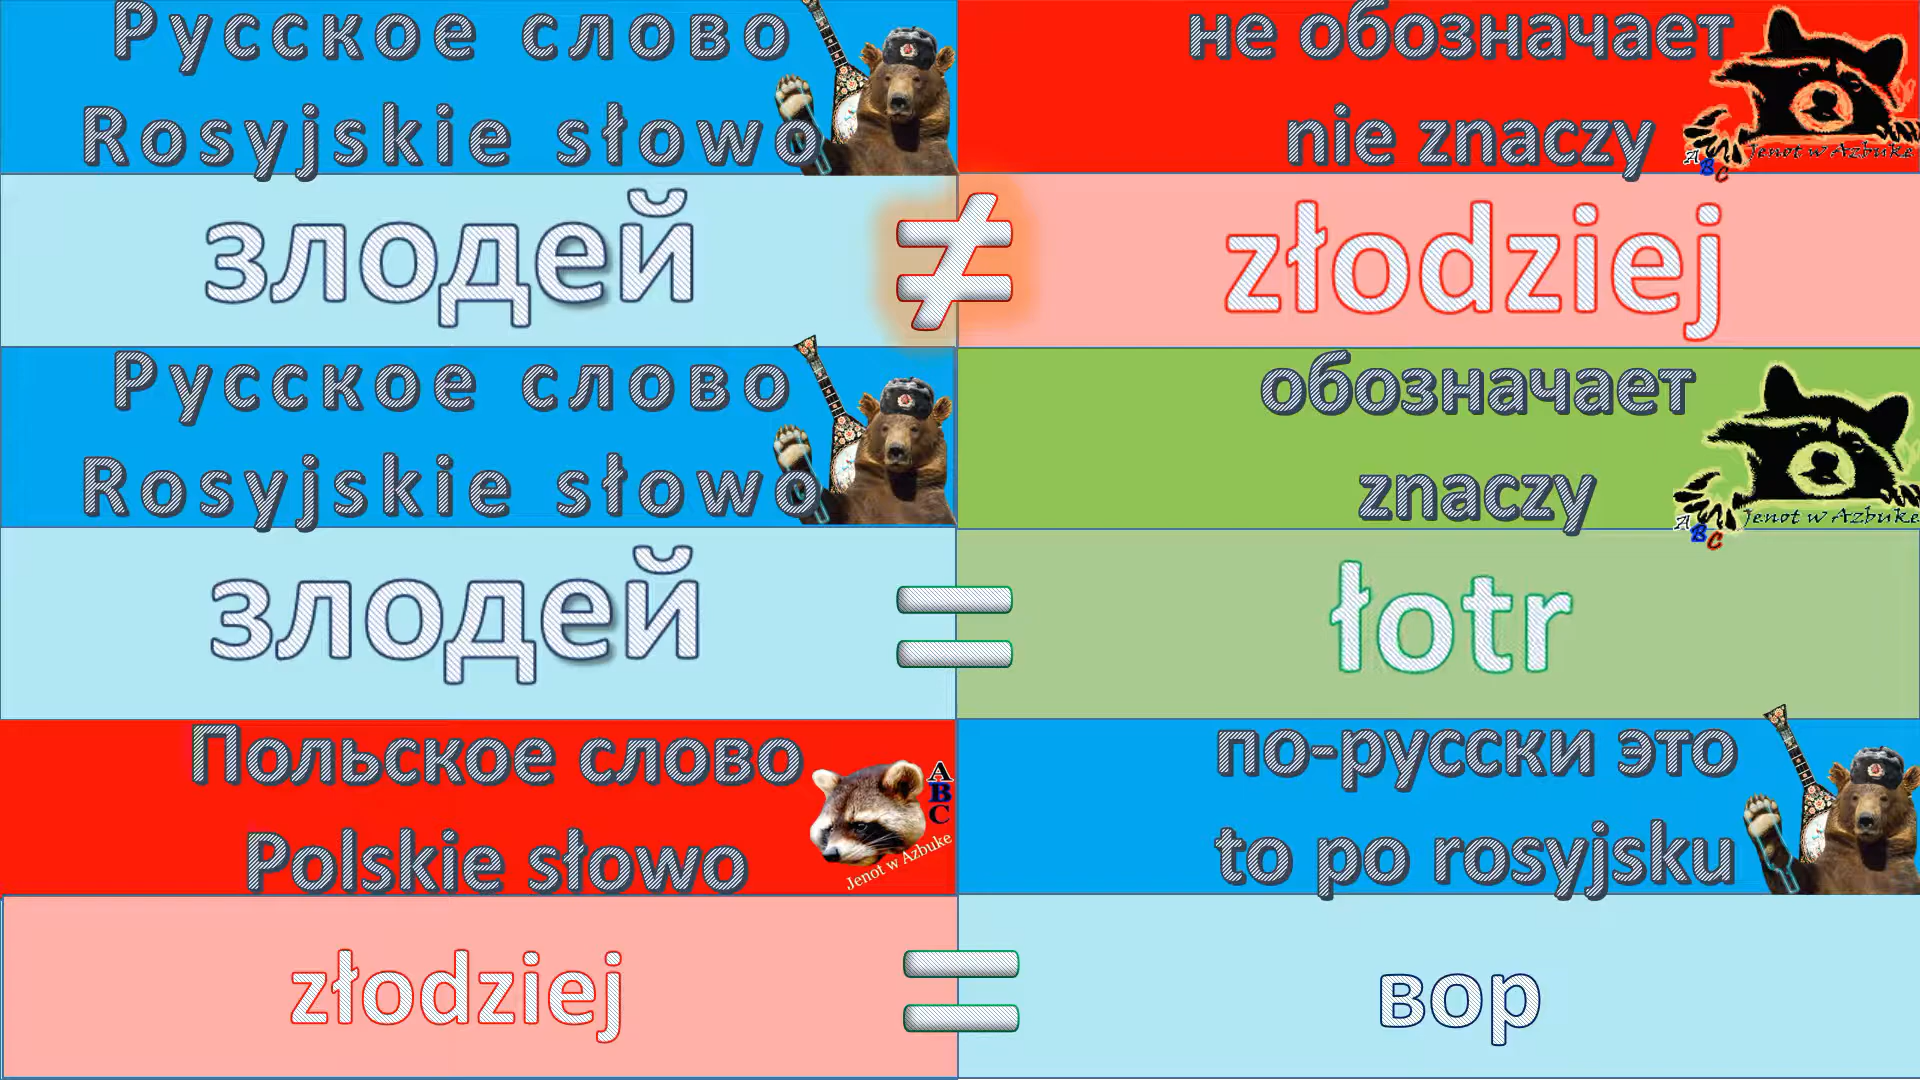 Русское слово
не обозначает
Rosyjskie słowo
nie znaczy
Jenot w Azbuke
A
B
C
злодей
≠
złodziej
Русское слово
обозначает
Rosyjskie słowo
znaczy
Jenot w Azbuke
A
B
C
злодей
=
łotr
Польское слово
по-русски это
A
B
C
Polskie słowo
to po rosyjsku
Jenot w Azbuke
złodziej
=
вор